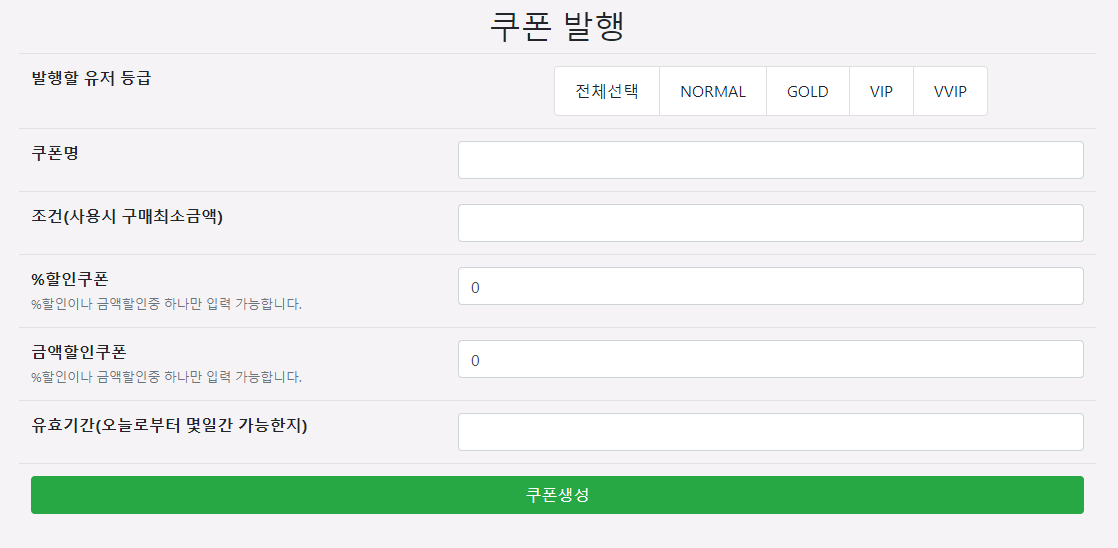 쿠폰 발행
발행할 유저 등급
전체선택 NORMAL GOLD VIP VVIP
쿠폰명
조건(사용시 구매최소금액)
%할인쿠폰
0
%할인이나 금액할인중 하나만 입력 가능합니다.
금액할인쿠폰
0
%할인이나 금액할인중 하나만 입력 가능합니다.
유효기간(오늘로부터 몇일간 가능한지)
쿠폰생성